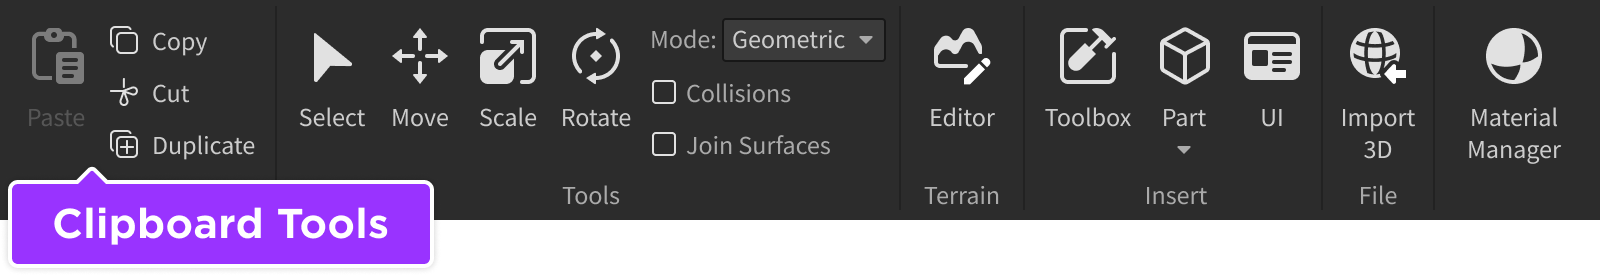 Paste
Copy
Cut
Duplicate
Clipboard Tools
Select
Move
Scale
Rotate
Mode: Geometric
Collisions
Join Surfaces
Tools
Editor
Terrain
Toolbox
Part
UI
Insert
Import
3D
File
Material
Manager